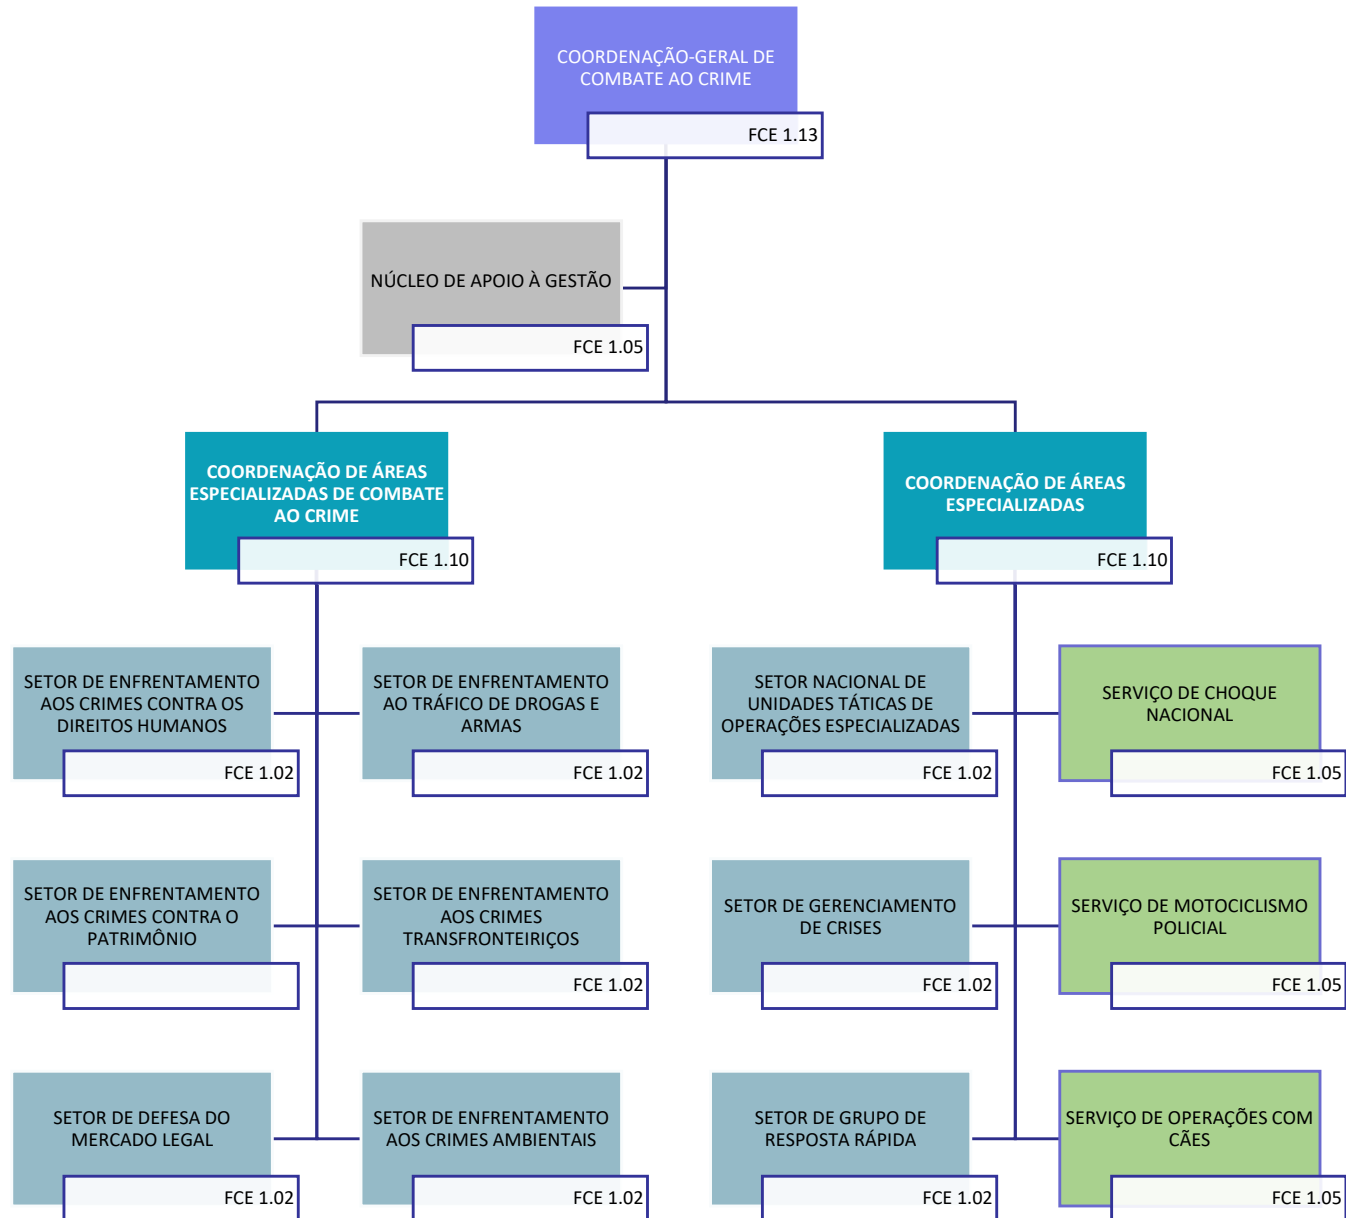 COORDENAÇÃO-GERAL DE
COMBATE AO CRIME
FCE 1.13
NÚCLEO DE APOIO À GESTÃO
FCE 1.05
COORDENAÇÃO DE ÁREAS
ESPECIALIZADAS DE COMBATE
AO CRIME
FCE 1.10
COORDENAÇÃO DE ÁREAS
ESPECIALIZADAS
FCE 1.10
SETOR DE ENFRENTAMENTO
AOS CRIMES CONTRA OS
DIREITOS HUMANOS
FCE 1.02
SETOR DE ENFRENTAMENTO
AO TRÁFICO DE DROGAS E
ARMAS
FCE 1.02
SETOR NACIONAL DE
UNIDADES TÁTICAS DE
OPERAÇÕES ESPECIALIZADAS
FCE 1.02
SERVIÇO DE CHOQUE
NACIONAL
FCE 1.05
SETOR DE ENFRENTAMENTO
AOS CRIMES CONTRA O
PATRIMÔNIO
SETOR DE ENFRENTAMENTO
AOS CRIMES
TRANSFRONTEIRIÇOS
FCE 1.02
SETOR DE GERENCIAMENTO
DE CRISES
FCE 1.02
SERVIÇO DE MOTOCICLISMO
POLICIAL
FCE 1.05
SETOR DE DEFESA DO
MERCADO LEGAL
FCE 1.02
SETOR DE ENFRENTAMENTO
AOS CRIMES AMBIENTAIS
FCE 1.02
SETOR DE GRUPO DE
RESPOSTA RÁPIDA
FCE 1.02
SERVIÇO DE OPERAÇÕES COM
CÃES
FCE 1.05